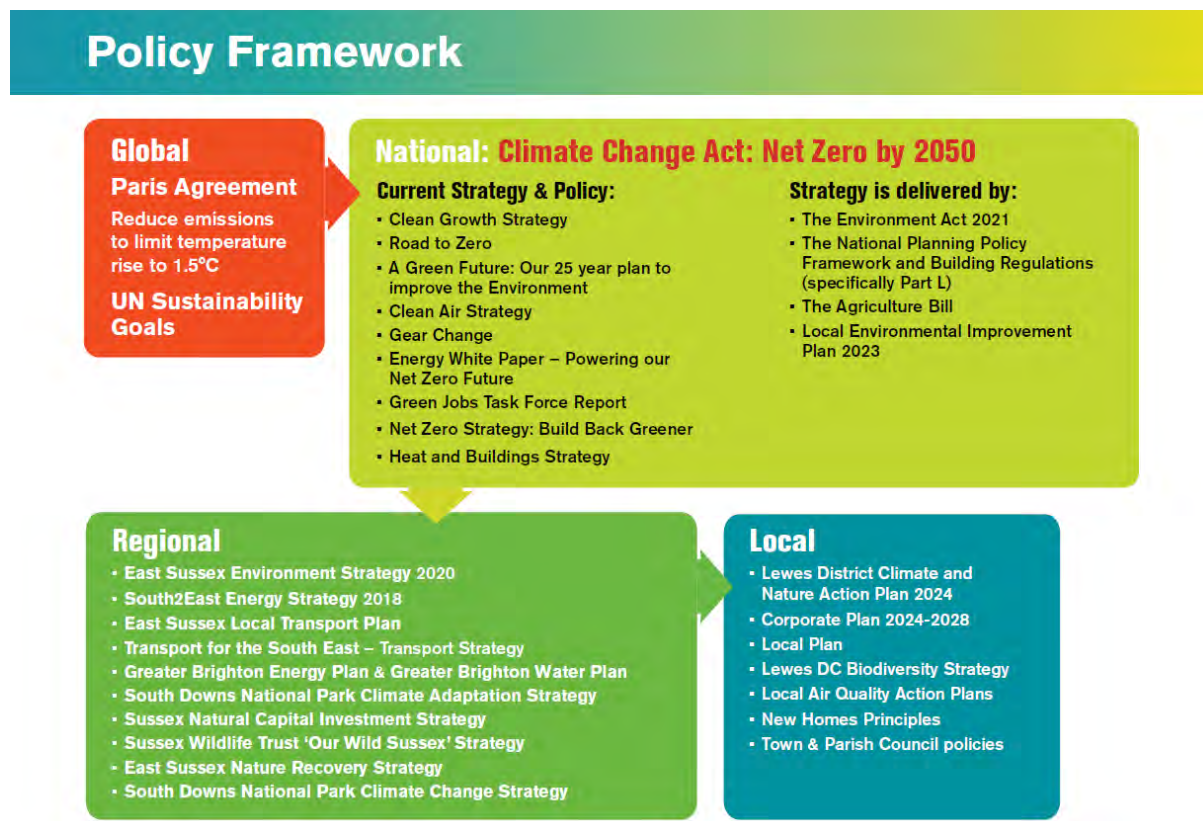 Policy Framework
Global
Paris Agreement
Reduce emissions
to limit temperature
rise to 1.5°C
UN Sustainability
Goals
National: Climate Change Act: Net Zero by 2050
Current Strategy & Policy:
▪ Clean Growth Strategy
▪ Road to Zero
▪ A Green Future: Our 25 year plan to
improve the Environment
▪ Clean Air Strategy
▪ Gear Change
▪ Energy White Paper – Powering our
Net Zero Future
▪ Green Jobs Task Force Report
▪ Net Zero Strategy: Build Back Greener
▪ Heat and Buildings Strategy
Strategy is delivered by:
▪ The Environment Act 2021
▪ The National Planning Policy
Framework and Building Regulations
(specifically Part L)
▪ The Agriculture Bill
▪ Local Environmental Improvement
Plan 2023
Regional
▪ East Sussex Environment Strategy 2020
▪ South2East Energy Strategy 2018
▪ East Sussex Local Transport Plan
▪ Transport for the South East – Transport Strategy
▪ Greater Brighton Energy Plan & Greater Brighton Water Plan
▪ South Downs National Park Climate Adaptation Strategy
▪ Sussex Natural Capital Investment Strategy
▪ Sussex Wildlife Trust ‘Our Wild Sussex’ Strategy
▪ East Sussex Nature Recovery Strategy
▪ South Downs National Park Climate Change Strategy
Local
▪ Lewes District Climate and
Nature Action Plan 2024
▪ Corporate Plan 2024-2028
▪ Local Plan
▪ Lewes DC Biodiversity Strategy
▪ Local Air Quality Action Plans
▪ New Homes Principles
▪ Town & Parish Council policies